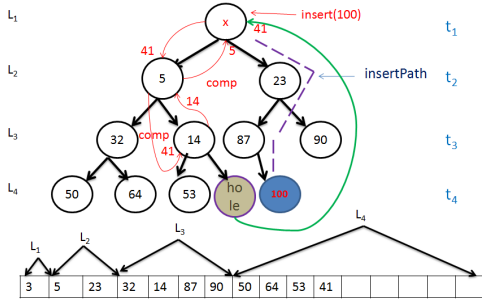 L1 x insert(100) t1
41
41 5
L2 5 comp 23 insertPath t2
14
L3 32 comp 14 87 90 t3
41
L4 50 64 53 ho le 100 t4
L1 L2 L3 L4
3 5 23 32 14 87 90 50 64 53 41